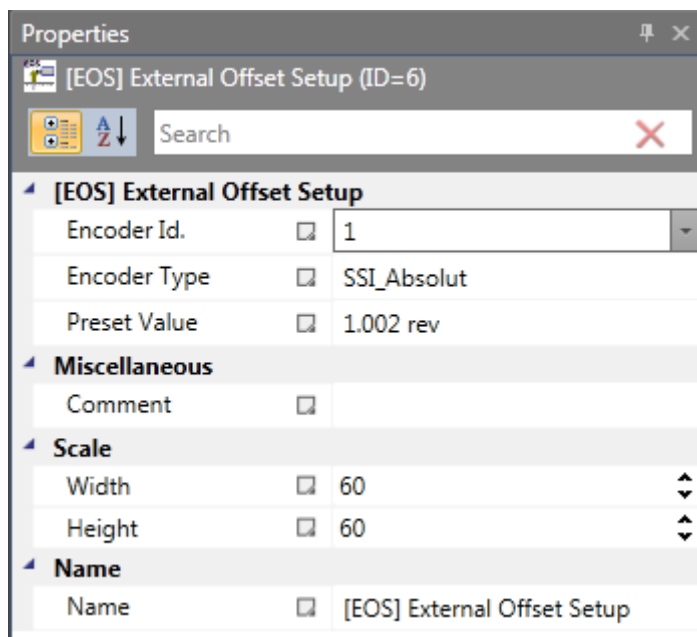 Properties
[EOS] External Offset Setup (ID=6)
Search
[EOS] External Offset Setup
Encoder Id. 1
Encoder Type SSI_Absolut
Preset Value 1.002 rev
Miscellaneous
Comment
Scale
Width 60
Height 60
Name
Name [EOS] External Offset Setup